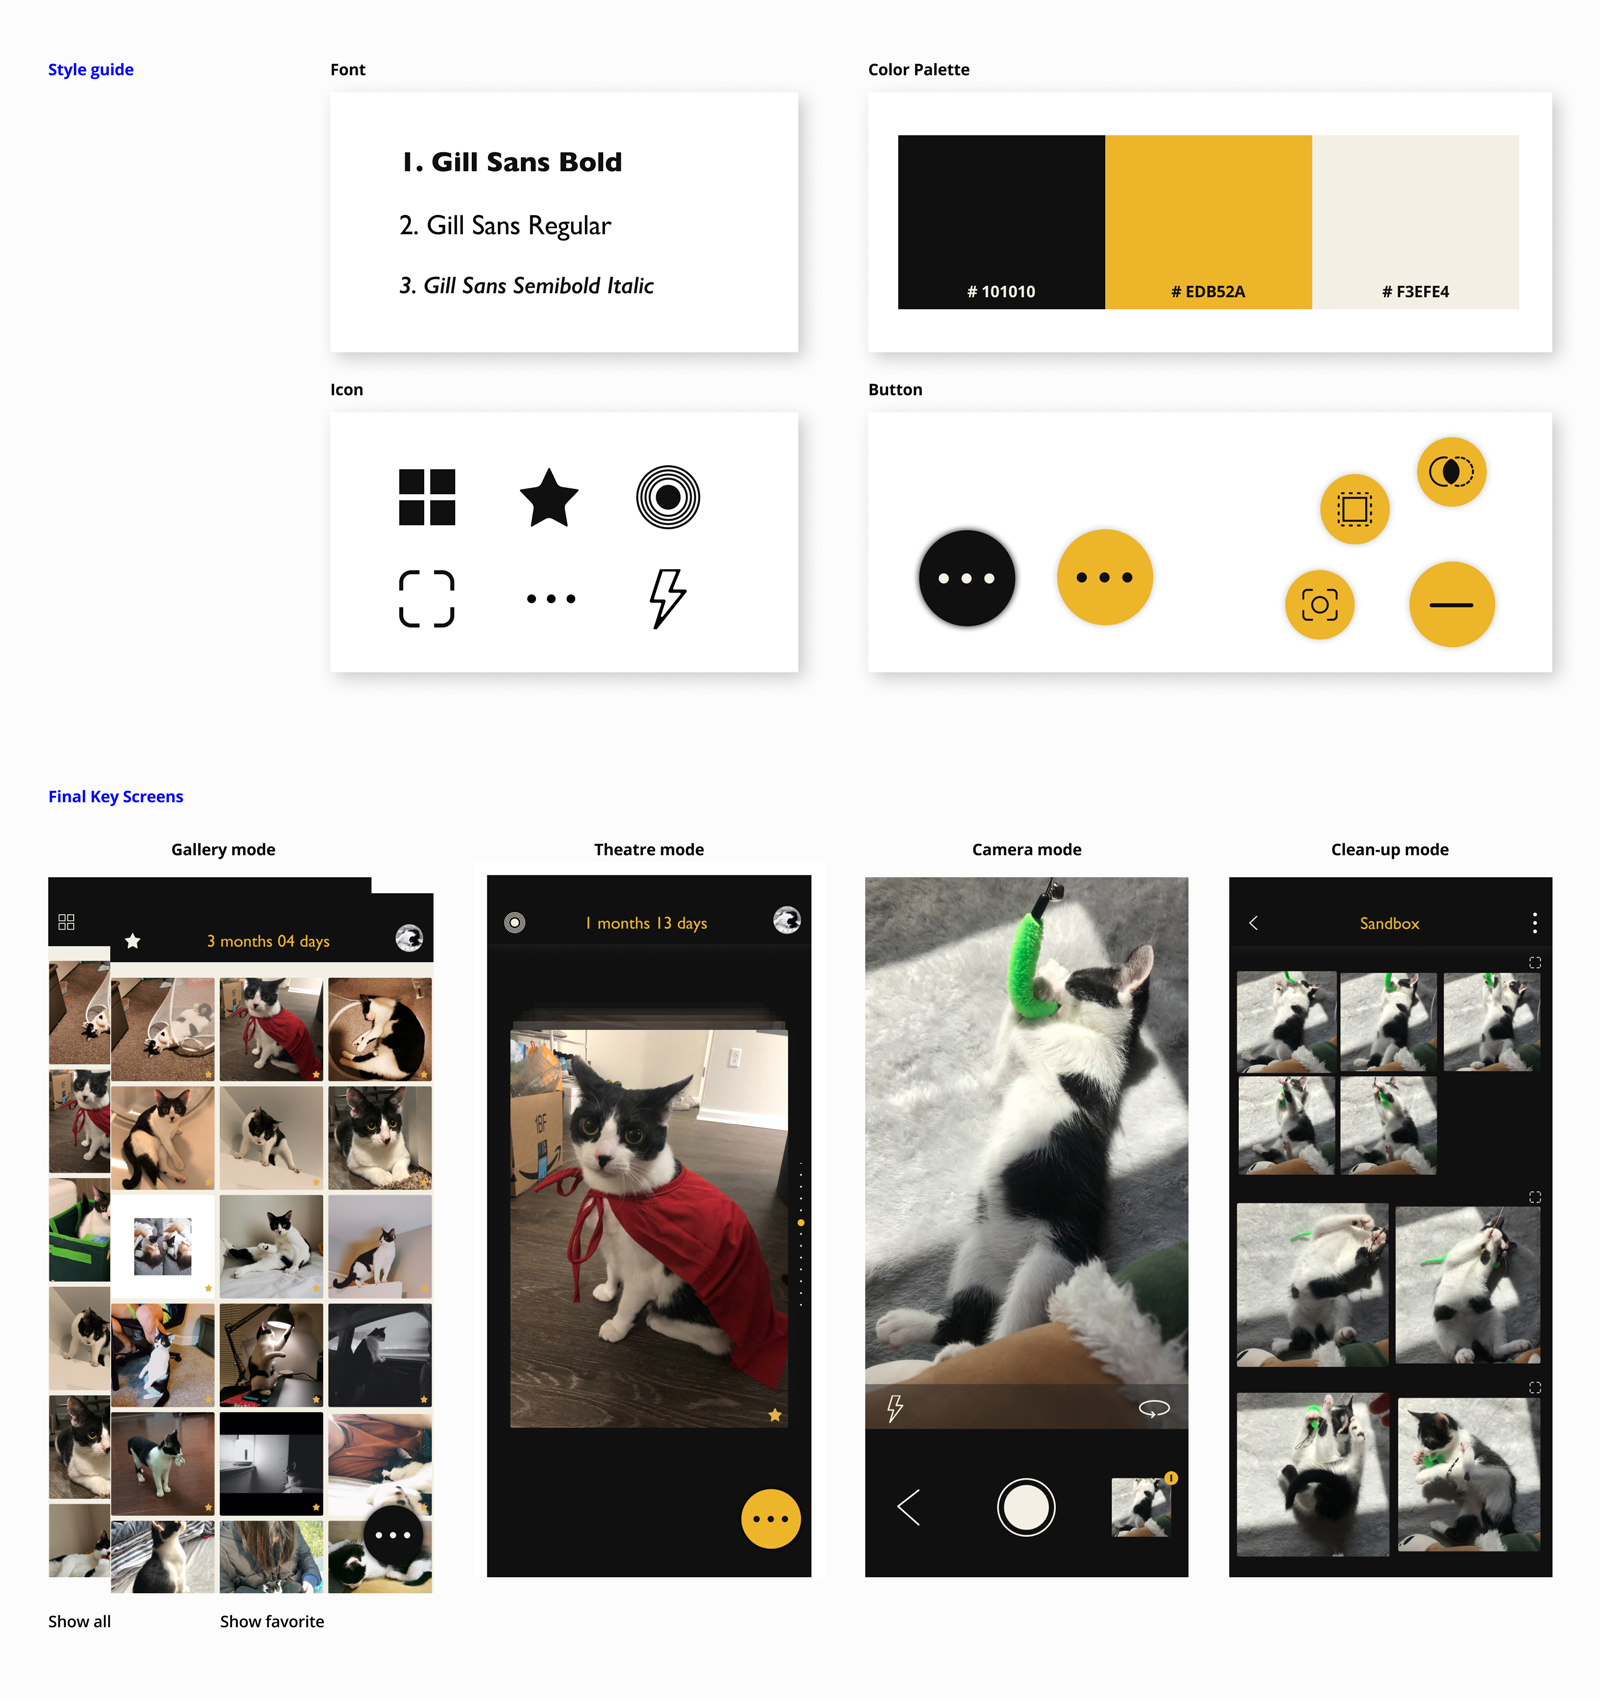 Style guide
Font
Color Palette
1. Gill Sans Bold
2. Gill Sans Regular
3. Gill Sans Semibold Italic
# 101010
# EDB52A
# F3EFE4
Icon
Button
Final Key Screens
Gallery mode
Theatre mode
Camera mode
Clean-up mode
3 months 04 days
1 months 13 days
Sandbox
1BF
1
Show all
Show favorite